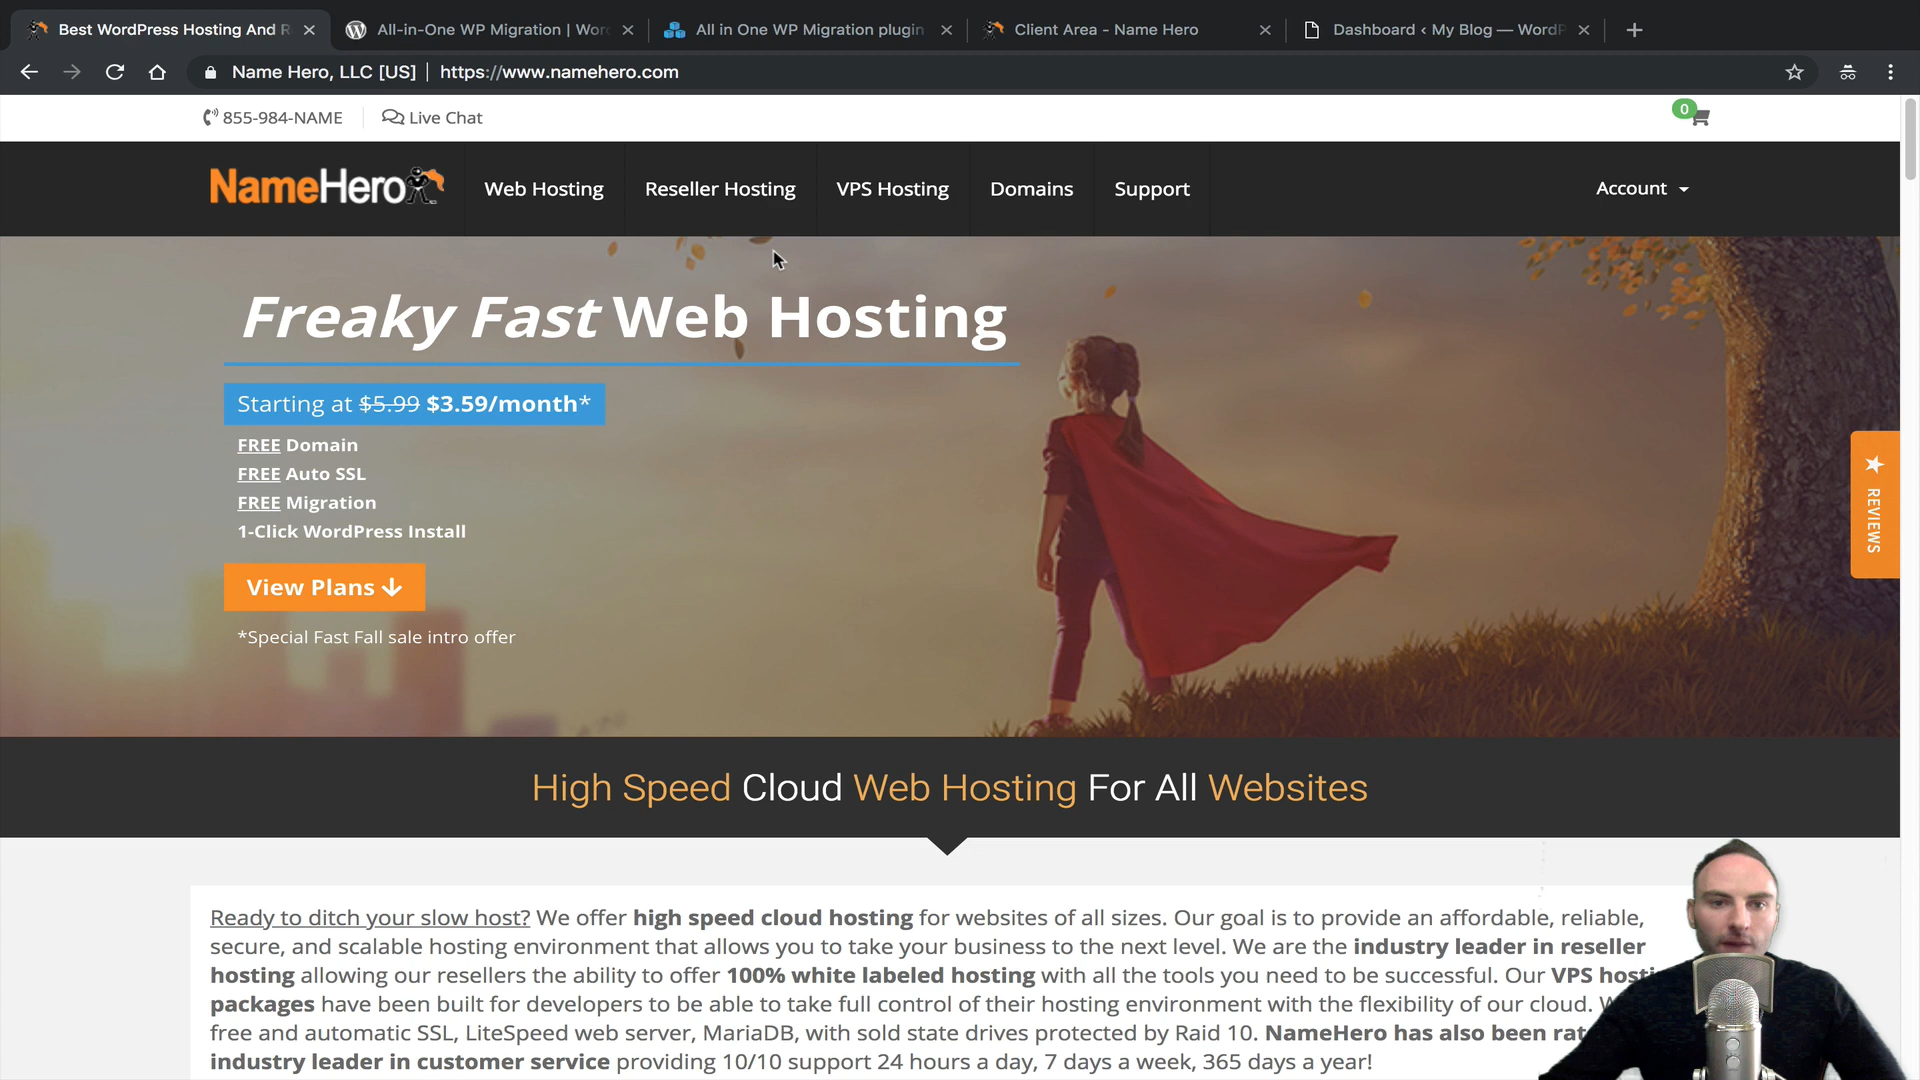 Best WordPress Hosting And R
All-in-One WP Migration | Wor
All in One WP Migration plugin
Client Area - Name Hero
Dashboard ‹ My Blog — WordP
Name Hero, LLC [US] | https://www.namehero.com
855-984-NAME
Live Chat
0
NameHero
Web Hosting
Reseller Hosting
VPS Hosting
Domains
Support
Account
Freaky Fast Web Hosting
Starting at $5.99 $3.59/month*
FREE Domain
FREE Auto SSL
FREE Migration
1-Click WordPress Install
View Plans
*Special Fast Fall sale intro offer
REVIEWS
High Speed Cloud Web Hosting For All Websites
Ready to ditch your slow host? We offer high speed cloud hosting for websites of all sizes. Our goal is to provide an affordable, reliable,
secure, and scalable hosting environment that allows you to take your business to the next level. We are the industry leader in reseller
hosting allowing our resellers the ability to offer 100% white labeled hosting with all the tools you need to be successful. Our VPS hosti
packages have been built for developers to be able to take full control of their hosting environment with the flexibility of our cloud.
free and automatic SSL, LiteSpeed web server, MariaDB, with sold state drives protected by Raid 10. NameHero has also been rat
industry leader in customer service providing 10/10 support 24 hours a day, 7 days a week, 365 days a year!